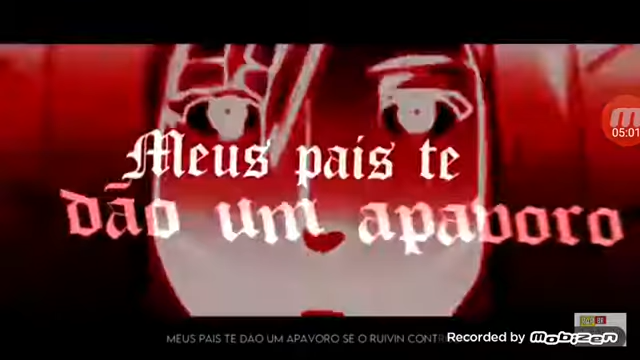 05:01
Meus pais te
dão um apavoro
MEUS PAIS TE DAO UM APAVORO SE O RUIVIN CONTR
Recorded by mobizen